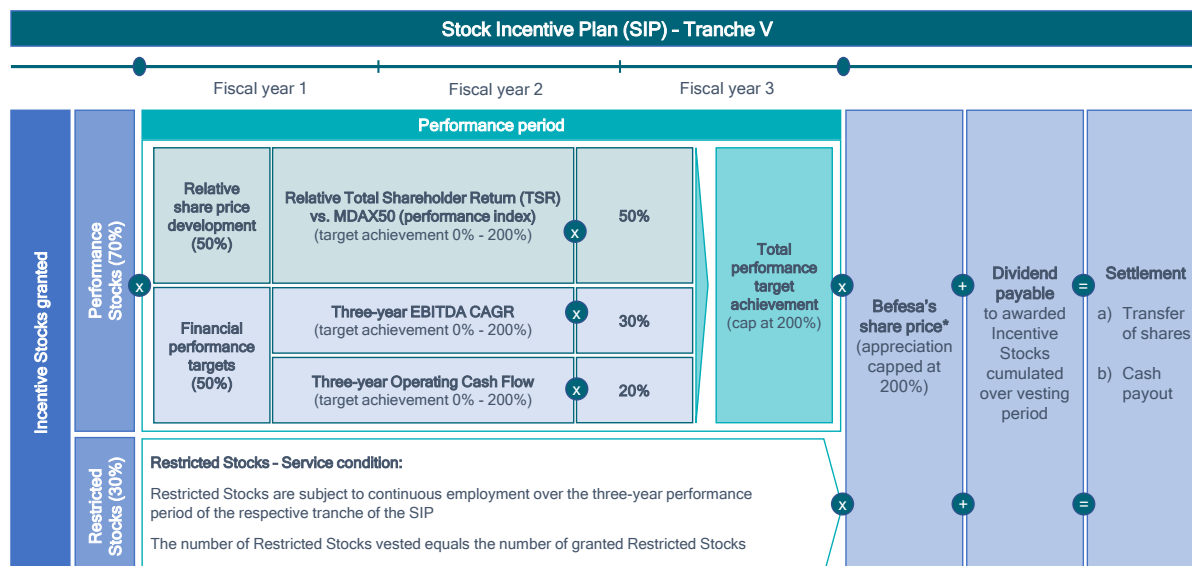 Stock Incentive Plan (SIP) – Tranche V
Fiscal year 1
Fiscal year 2
Fiscal year 3
Incentive Stocks granted
Performance
Stocks (70%)
x
Performance period
Relative
share price
development
(50%)
Relative Total Shareholder Return (TSR)
vs. MDAX50 (performance index)
(target achievement 0% - 200%)
x
50%
Financial
performance
targets
(50%)
Three-year EBITDA CAGR
(target achievement 0% - 200%)
x
30%
Three-year Operating Cash Flow
(target achievement 0% - 200%)
x
20%
Total
performance
target
achievement
(cap at 200%)
x
Befesa's
share price*
(appreciation
capped at
200%)
+
Dividend
payable
to awarded
Incentive
Stocks
cumulated
over vesting
period
=
Settlement
a) Transfer
of shares
b) Cash
payout
Restricted
Stocks (30%)
Restricted Stocks – Service condition:
Restricted Stocks are subject to continuous employment over the three-year performance
period of the respective tranche of the SIP
The number of Restricted Stocks vested equals the number of granted Restricted Stocks
x
+
=